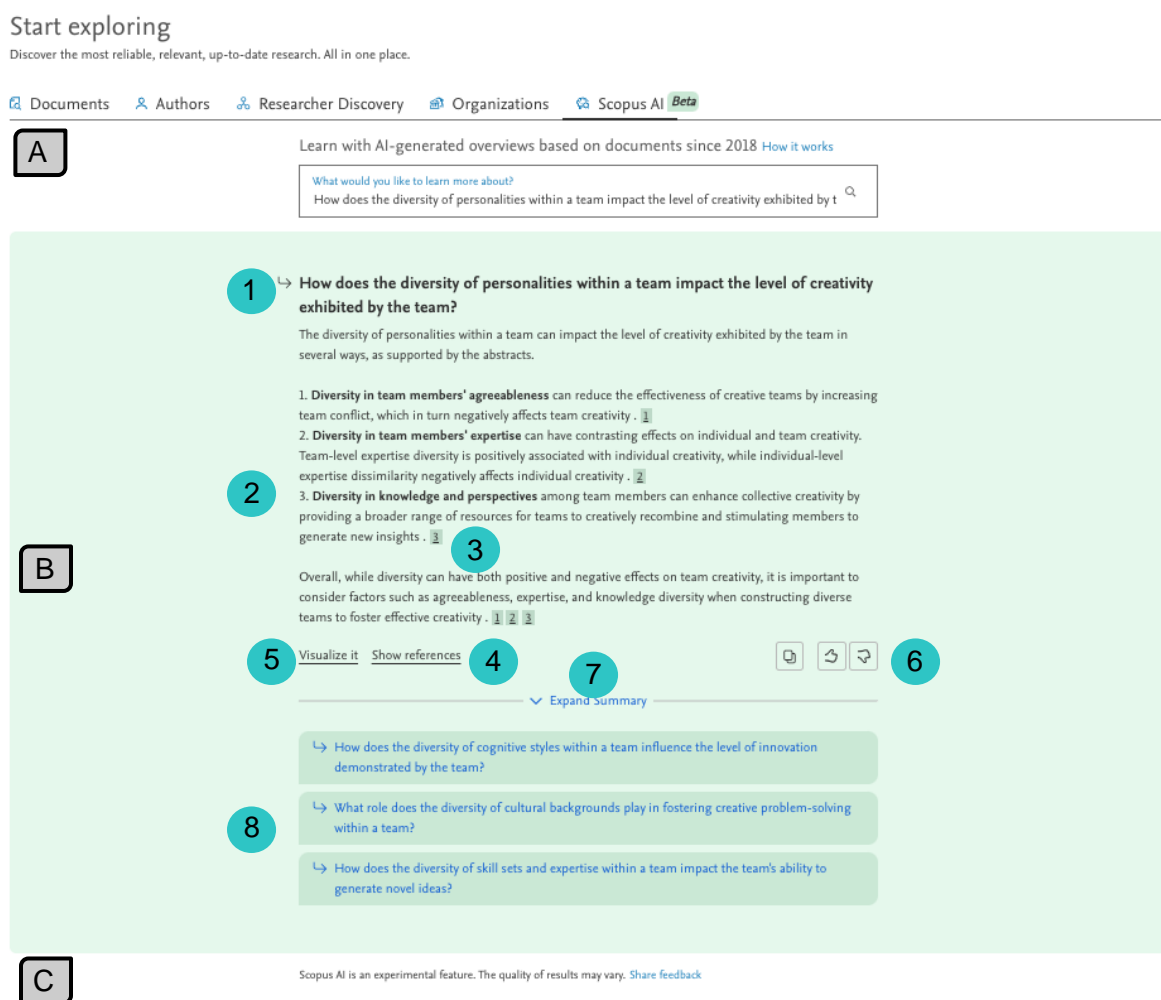 Start exploring
Discover the most reliable, relevant, up-to-date research. All in one place.
Documents Authors Researcher Discovery Organizations Scopus AI Beta
A
Learn with AI-generated overviews based on documents since 2018 How it works
What would you like to learn more about?
How does the diversity of personalities within a team impact the level of creativity exhibited by t
1
How does the diversity of personalities within a team impact the level of creativity
exhibited by the team?
The diversity of personalities within a team can impact the level of creativity exhibited by the team in
several ways, as supported by the abstracts.
1. Diversity in team members' agreeableness can reduce the effectiveness of creative teams by increasing
team conflict, which in turn negatively affects team creativity . 1
2. Diversity in team members' expertise can have contrasting effects on individual and team creativity.
Team-level expertise diversity is positively associated with individual creativity, while individual-level
expertise dissimilarity negatively affects individual creativity . 2
2
3. Diversity in knowledge and perspectives among team members can enhance collective creativity by
providing a broader range of resources for teams to creatively recombine and stimulating members to
generate new insights . 3
3
B
Overall, while diversity can have both positive and negative effects on team creativity, it is important to
consider factors such as agreeableness, expertise, and knowledge diversity when constructing diverse
teams to foster effective creativity . 1 2 3
5 Visualize it Show references 4 6
7
Expand Summary
How does the diversity of cognitive styles within a team influence the level of innovation
demonstrated by the team?
8
What role does the diversity of cultural backgrounds play in fostering creative problem-solving
within a team?
How does the diversity of skill sets and expertise within a team impact the team's ability to
generate novel ideas?
C
Scopus AI is an experimental feature. The quality of results may vary. Share feedback